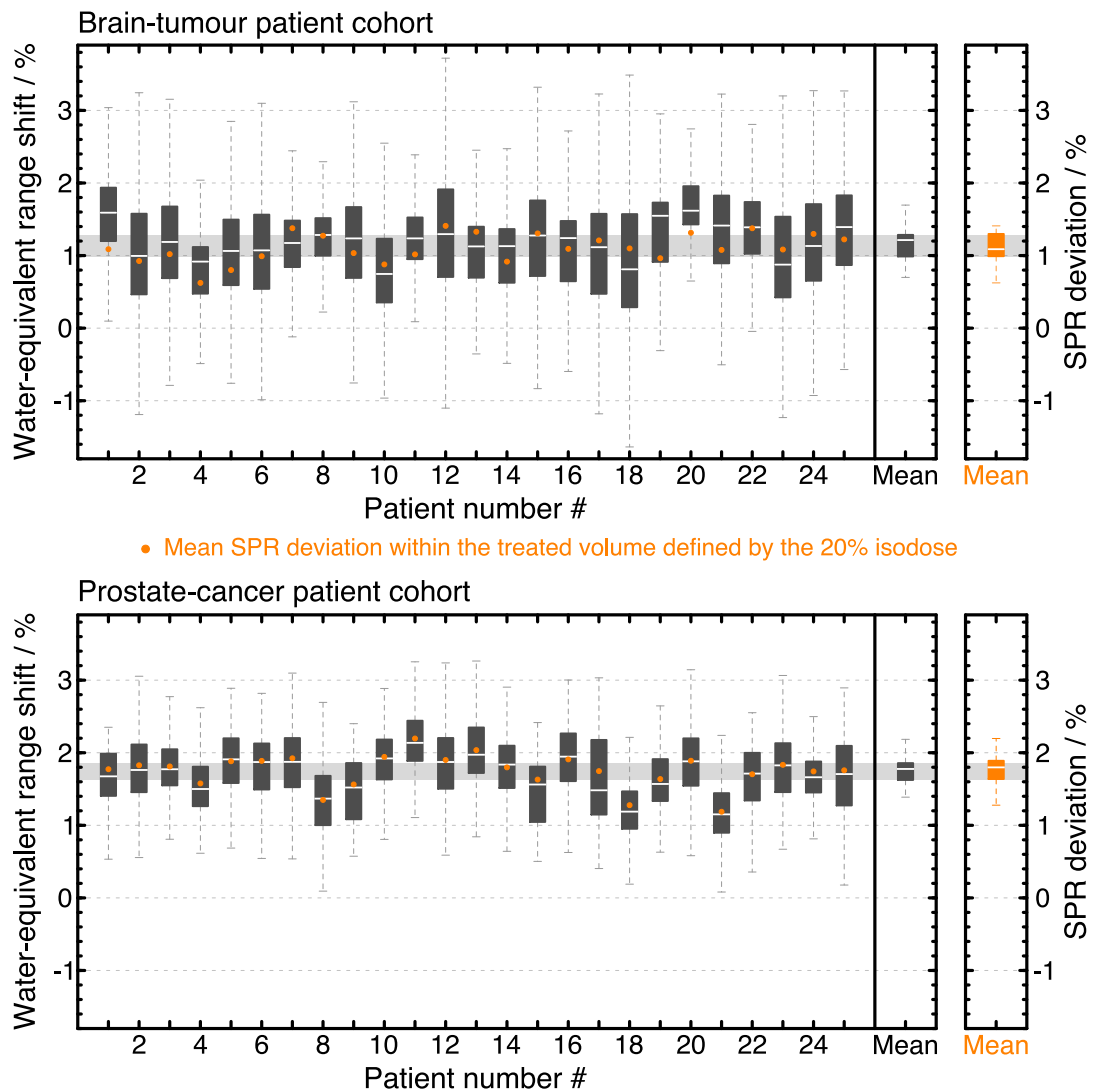 Brain-tumour patient cohort
Water-equivalent range shift / %
3
2
1
0
-1
2 4 6 8 10 12 14 16 18 20 22 24 Mean
Patient number #
3
2
1
0
-1
SPR deviation / %
Mean
Mean SPR deviation within the treated volume defined by the 20% isodose
Prostate-cancer patient cohort
Water-equivalent range shift / %
3
2
1
0
-1
2 4 6 8 10 12 14 16 18 20 22 24 Mean
Patient number #
3
2
1
0
-1
SPR deviation / %
Mean